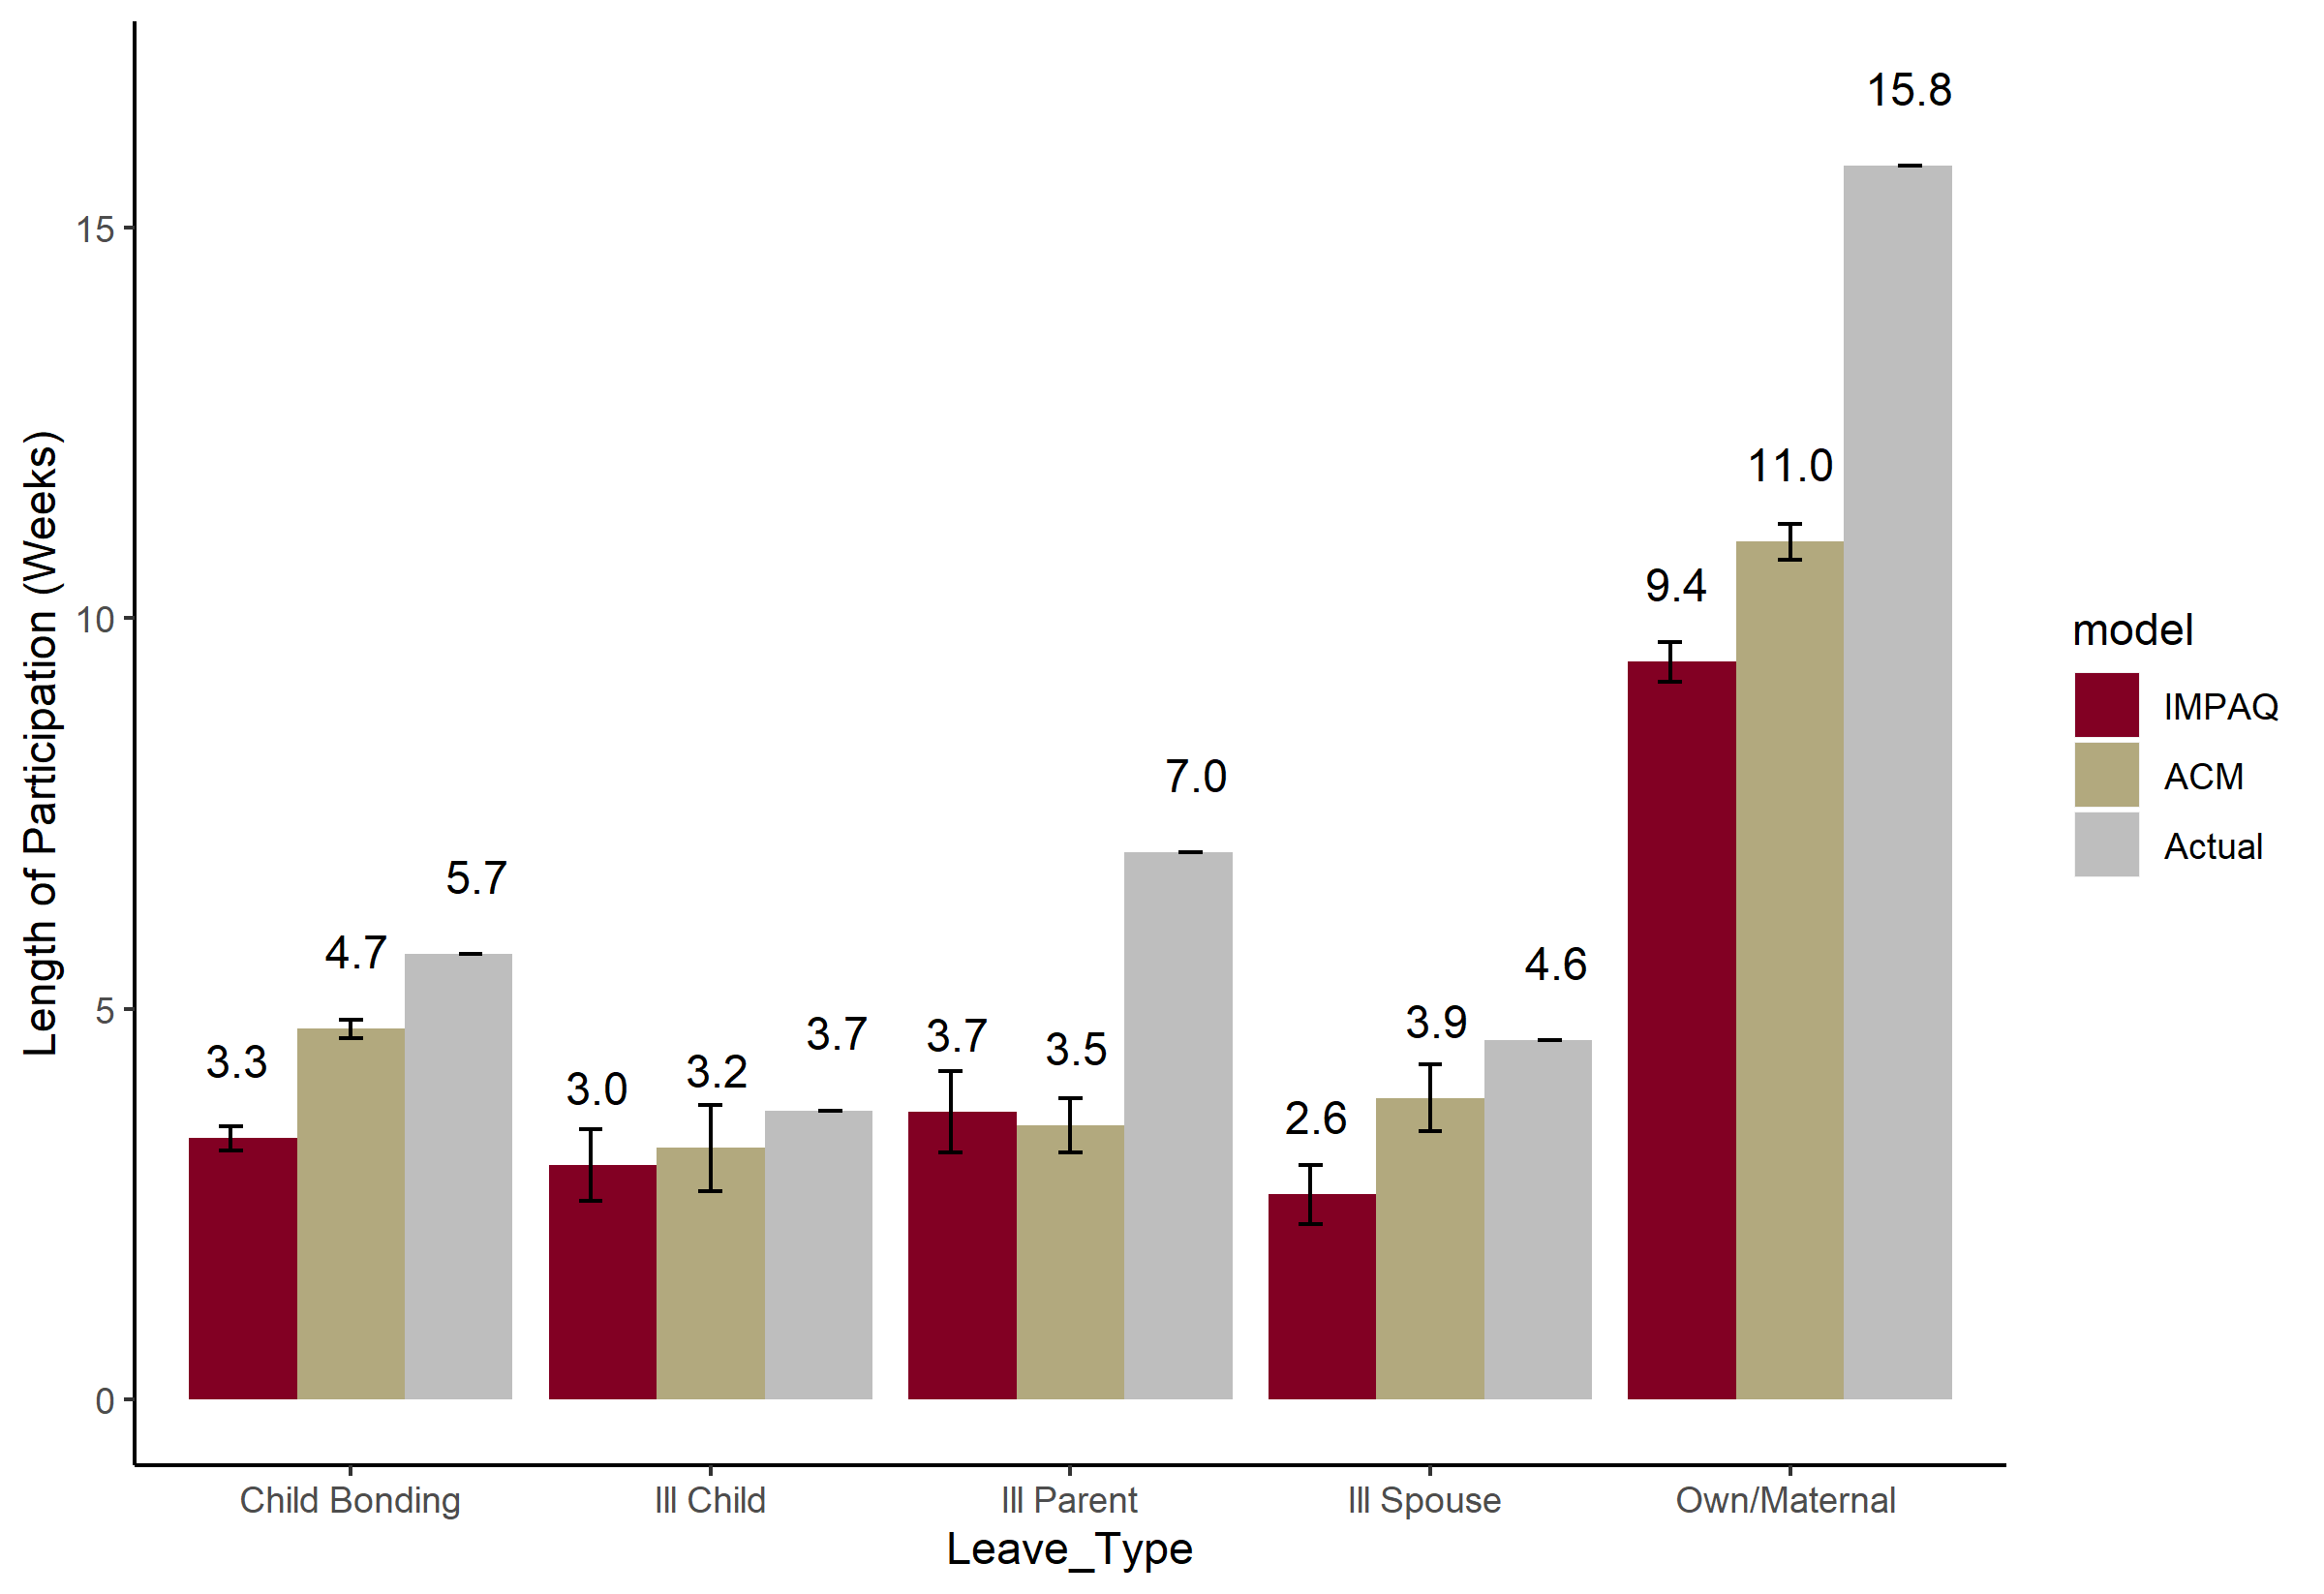 15.8
11.0
9.4
7.0
5.7
4.7
3.3
3.0
3.2
3.7
3.7
3.5
2.6
3.9
4.6
15
10
5
0
Length of Participation (Weeks)
Child Bonding
Ill Child
Ill Parent
Ill Spouse
Own/Maternal
Leave_Type
model
IMPAQ
ACM
Actual